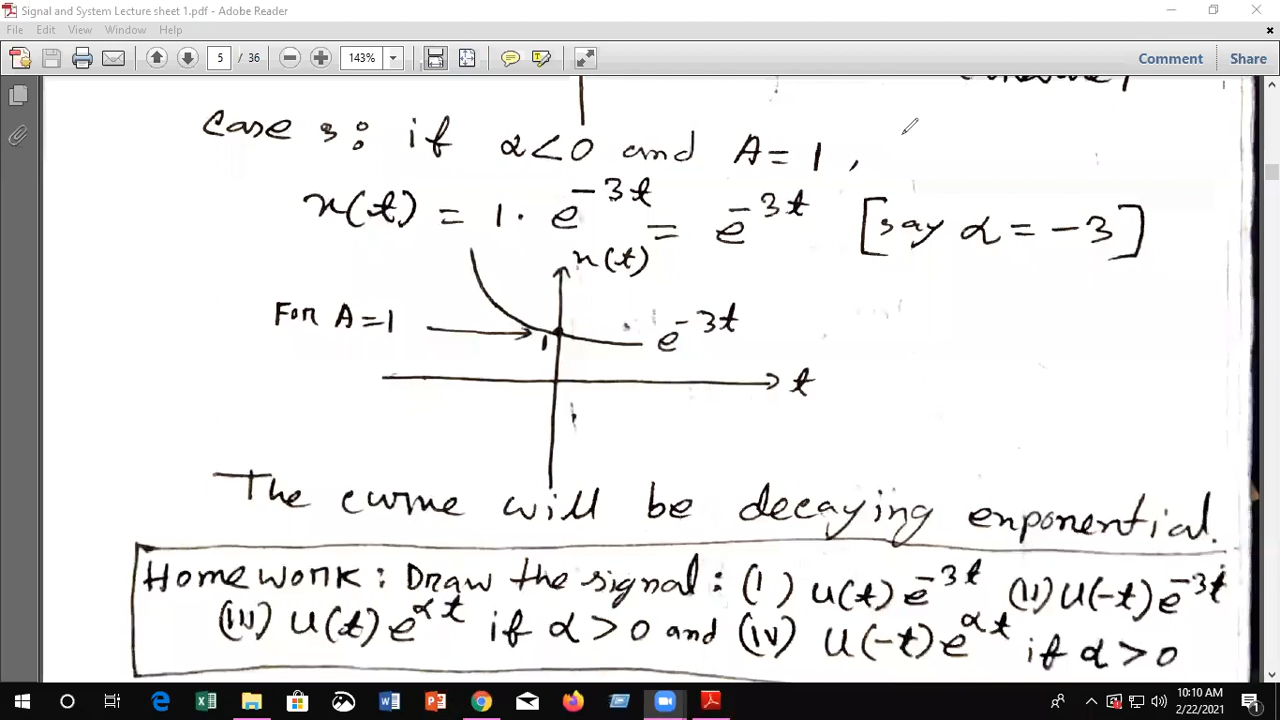 Signal and System Lecture sheet 1.pdf - Adobe Reader
File Edit View Window Help
5 / 36 143% Comment Share
Case 3: if α<0 and A=1,
x(t) = 1. e^-3t = e^-3t [say α = -3]
x(t)
For A=1
1
e^-3t
t
The curve will be decaying exponential.
Homework: Draw the signal: (i) u(t)e^-3t (ii) u(-t)e^-3t
(iii) u(t)e^αt if α>0 and (iv) u(-t)e^αt if α>0
10:10 AM
2/22/2021